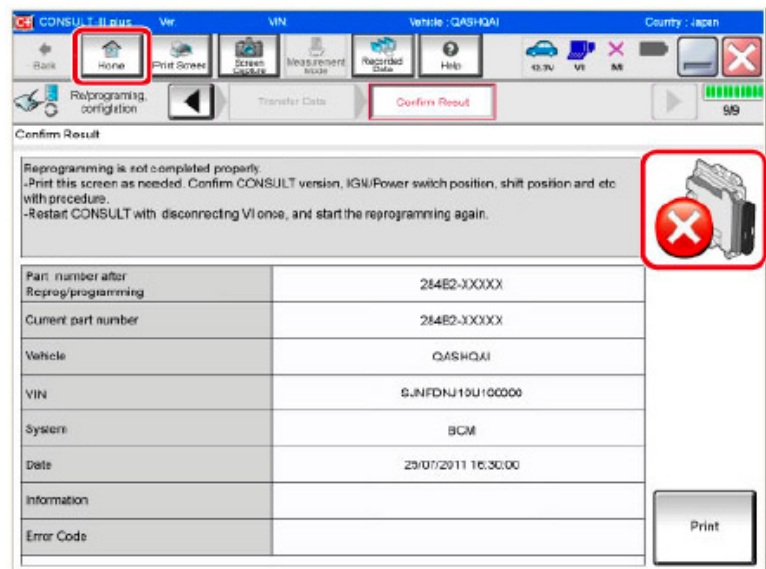 CONSULT-III plus Ver. VIN: Vehicle : QASHQAI Country : Japan
Back Home Print Screen Screen Capture Measurement Mode Recorded Data Help 12.3V VI MI
Re/programing, configlation Transfer Data Confirm Result 9/9
Confirm Result
Reprogramming is not completed properly.
-Print this screen as needed. Confirm CONSULT version, IGN/Power switch position, shift position and etc
with procedure.
-Restart CONSULT with disconnecting VI once, and start the reprogramming again.
Part number after
Reprog/programming
284B2-XXXXX
Current part number 284B2-XXXXX
Vehicle QASHQAI
VIN SJNFDNJ10U100000
System BCM
Date 25/07/2011 16:30:00
Information
Error Code
Print